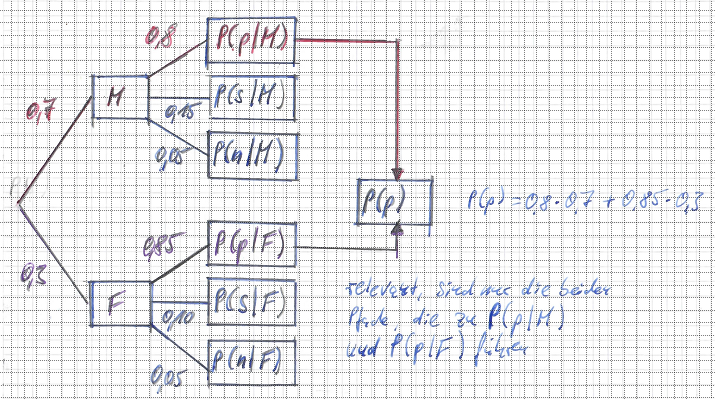 0,8
P(p/M)
0,7
M
0,15
P(s/M)
0,05
P(n/M)
P(p)
P(p) = 0,8 · 0,7 + 0,85 · 0,3
0,85
P(p/F)
0,3
F
0,10
P(s/F)
0,05
P(n/F)
relevant, sind nur die beiden
Pfade, die zu P(p/M)
und P(p/F) führen